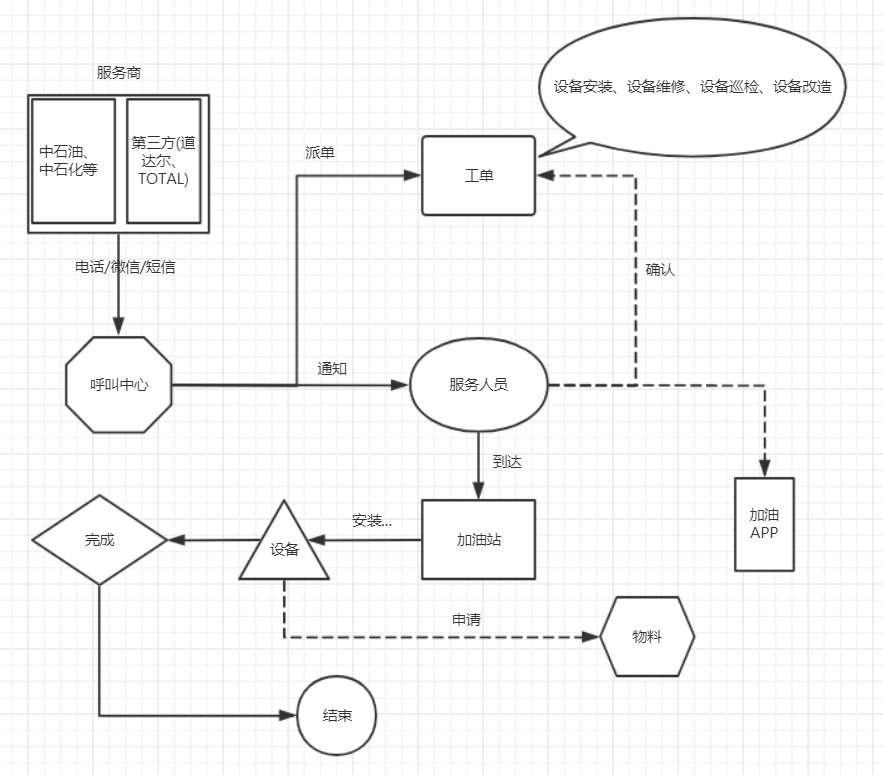 服务商
设备安装、设备维修、设备巡检、设备改造
中石油、
中石化等
第三方(道
达尔、
TOTAL)
派单
工单
电话/微信/短信
确认
呼叫中心
通知
服务人员
到达
加油
APP
完成
设备
安装...
加油站
申请
物料
结束